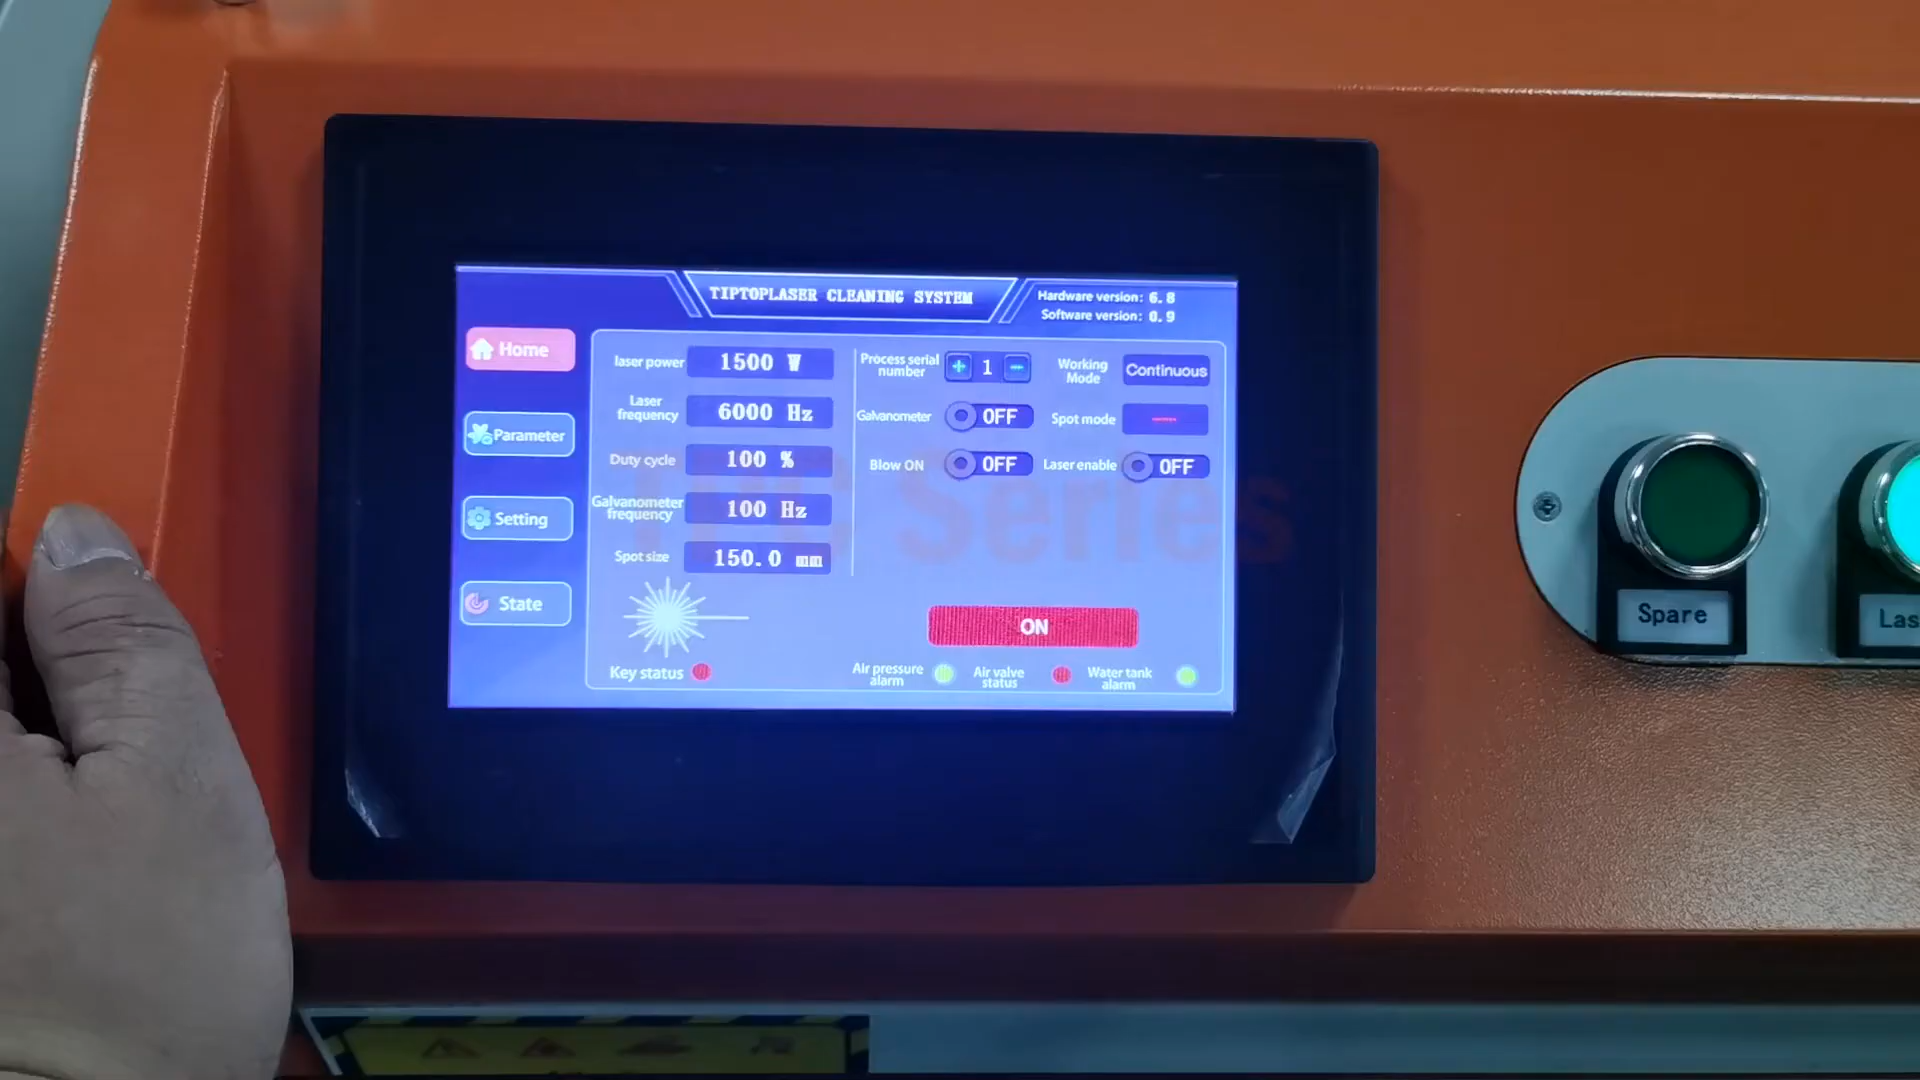 TIPTOPLASER CLEANING SYSTEM
Hardware version: 6.8
Software version: 0.9
Home
Parameter
Setting
State
laser power 1500 W
Laser frequency 6000 Hz
Duty cycle 100 %
Galvanometer frequency 100 Hz
Spot size 150.0 mm
Process serial number + 1 -
Working Mode Continuous
Galvanometer OFF
Spot mode
Blow ON OFF
Laser enable OFF
Series
ON
Key status
Air pressure alarm
Air valve status
Water tank alarm
Spare
Las